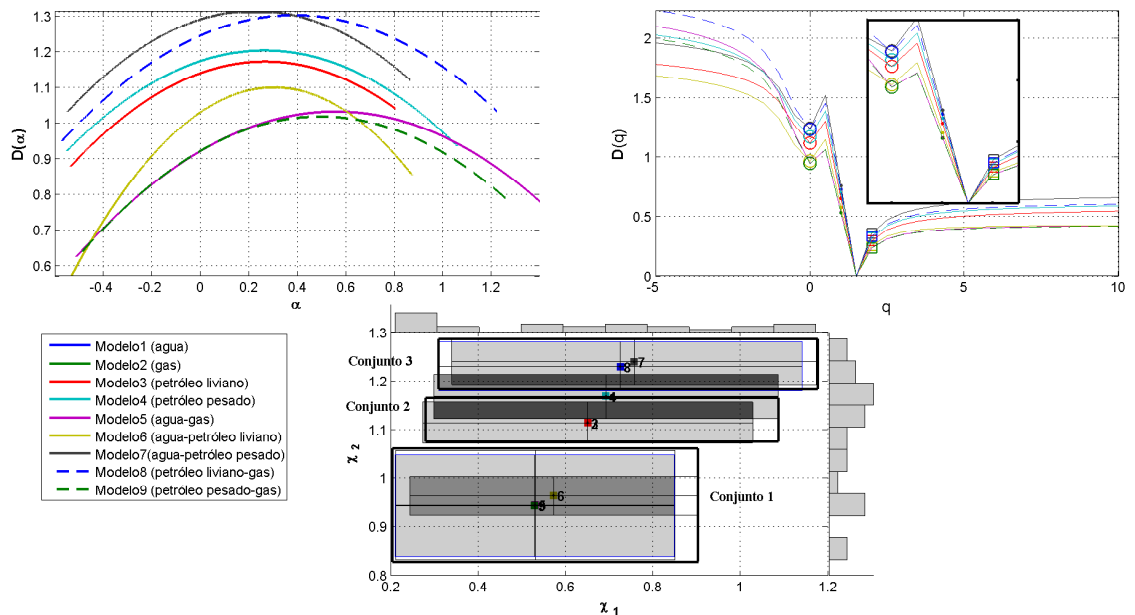 1.3
1.2
1.1
1
0.9
0.8
0.7
0.6
D(α)
-0.4 -0.2 0 0.2 0.4 0.6 0.8 1 1.2
α
2
1.5
1
0.5
0
D(q)
-5 0 5 10
q
Modelo1 (agua)
Modelo2 (gas)
Modelo3 (petróleo liviano)
Modelo4 (petróleo pesado)
Modelo5 (agua-gas)
Modelo6 (agua-petróleo liviano)
Modelo7(agua-petróleo pesado)
Modelo8 (petróleo liviano-gas)
Modelo9 (petróleo pesado-gas)
1.3
1.2
1.1
1
0.9
0.8
χ 2
Conjunto 3
Conjunto 2
Conjunto 1
7
8
4
6
0.2 0.4 0.6 0.8 1 1.2
χ 1